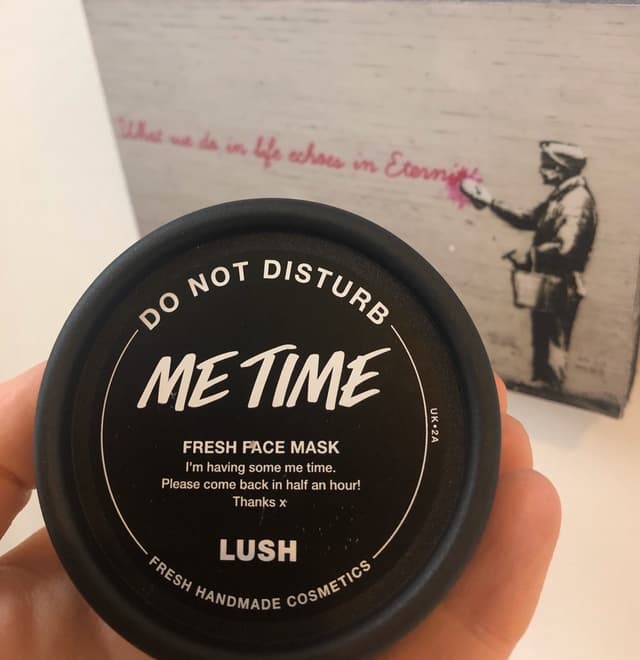 What we do in life echoes in Eternity
DO NOT DISTURB
ME TIME
FRESH FACE MASK
I'm having some me time.
Please come back in half an hour!
Thanks x
LUSH
FRESH HANDMADE COSMETICS
UK•2A